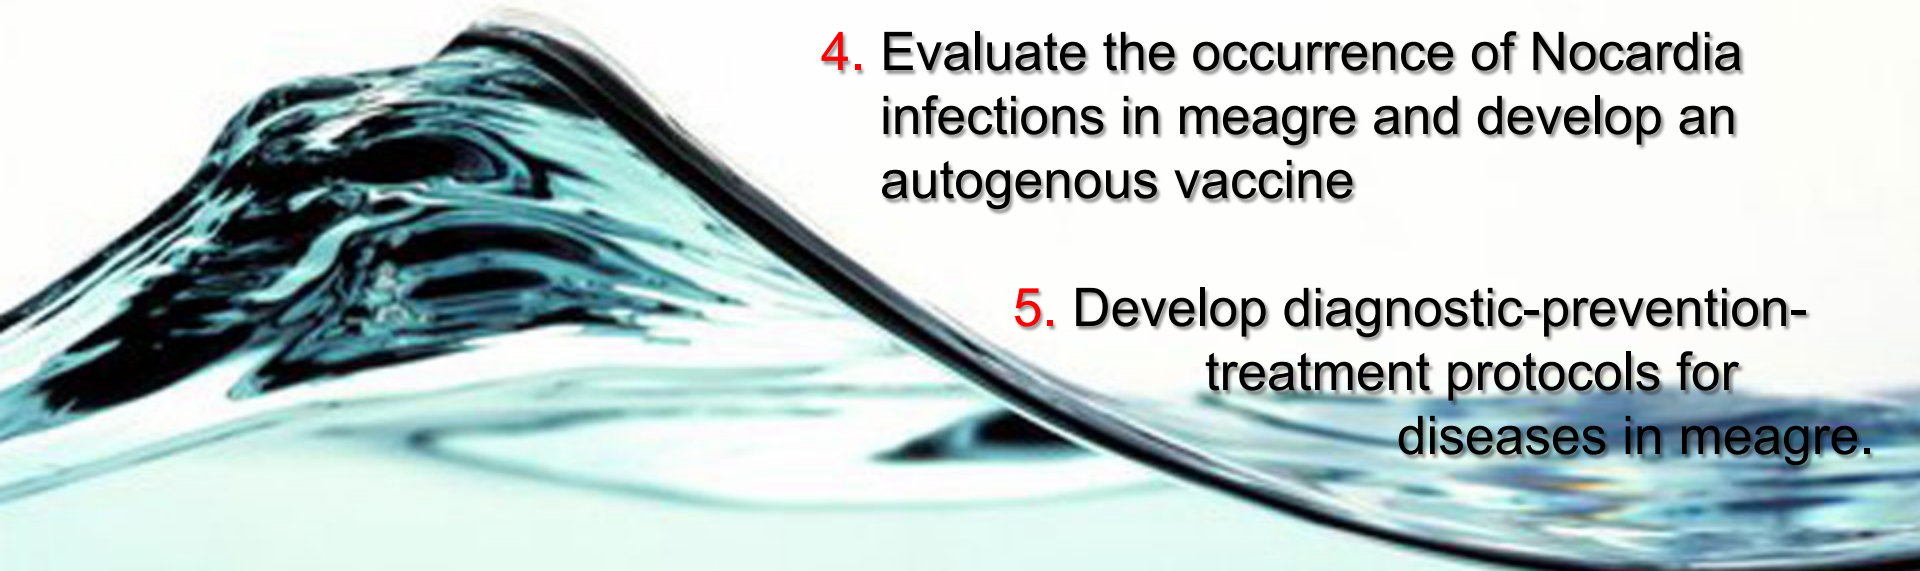 4. Evaluate the occurrence of Nocardia
infections in meagre and develop an
autogenous vaccine
5. Develop diagnostic-prevention-
treatment protocols for
diseases in meagre.